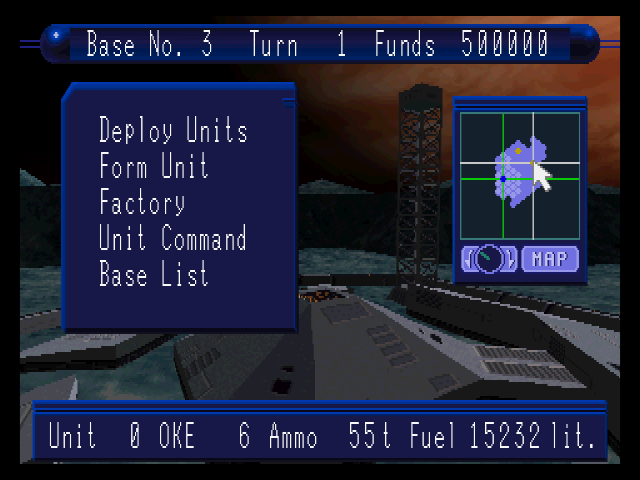 Base No. 3 Turn 1 Funds 500000
Deploy Units
Form Unit
Factory
Unit Command
Base List
MAP
Unit 0 OKE 6 Ammo 55t Fuel 15232 lit.